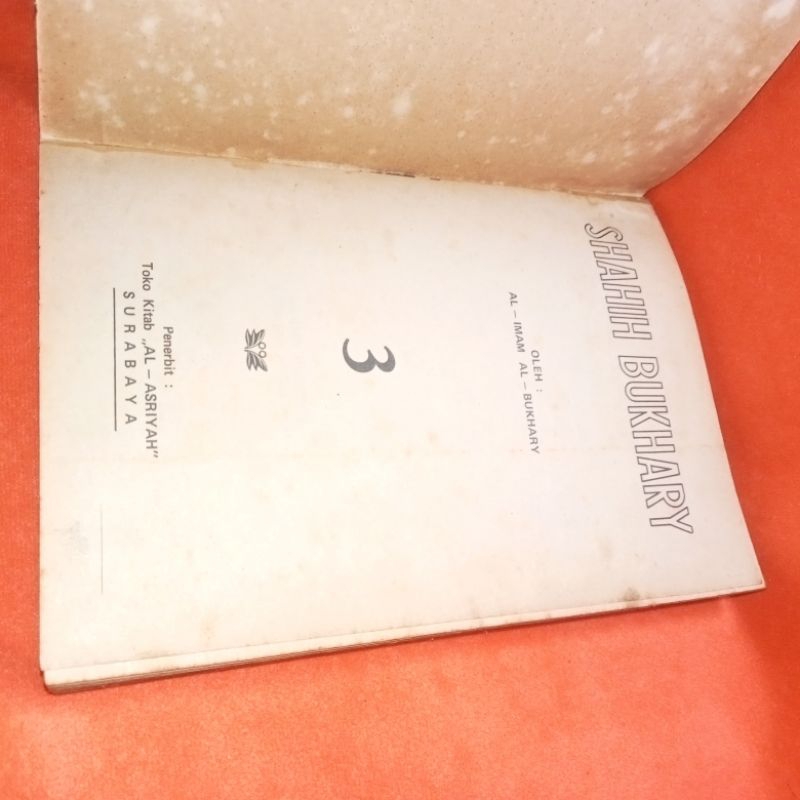 SHAHIH BUKHARY
OLEH :
AL – IMAM AL – BUKHARY
3
Penerbit :
Toko Kitab „AL – ASRIYAH"
SURABAYA